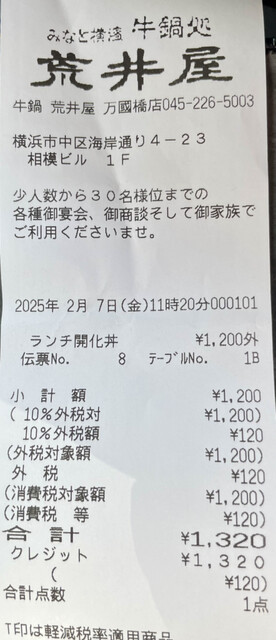 みなと横濱 牛鍋処
荒井屋
牛鍋 荒井屋 万國橋店045-226-5003
横浜市中区海岸通り4-23
相模ビル 1F
少人数から30名様位までの
各種御宴会、御商談そして御家族で
ご利用くださいませ。
2025年 2月 7日(金)11時20分000101
ランチ開化丼 ¥1,200外
伝票No. 8 テーブルNo. 1B
小 計 額 ¥1,200
(10%外税対 ¥1,200)
10%外税額 ¥120
(外税対象額 ¥1,200)
外 税 ¥120
(消費税対象額 ¥1,200)
(消費税 等 ¥120)
合 計 ¥1,320
クレジット ¥1,320
( ¥120)
合計点数 1点
T印は軽減税率適用商品